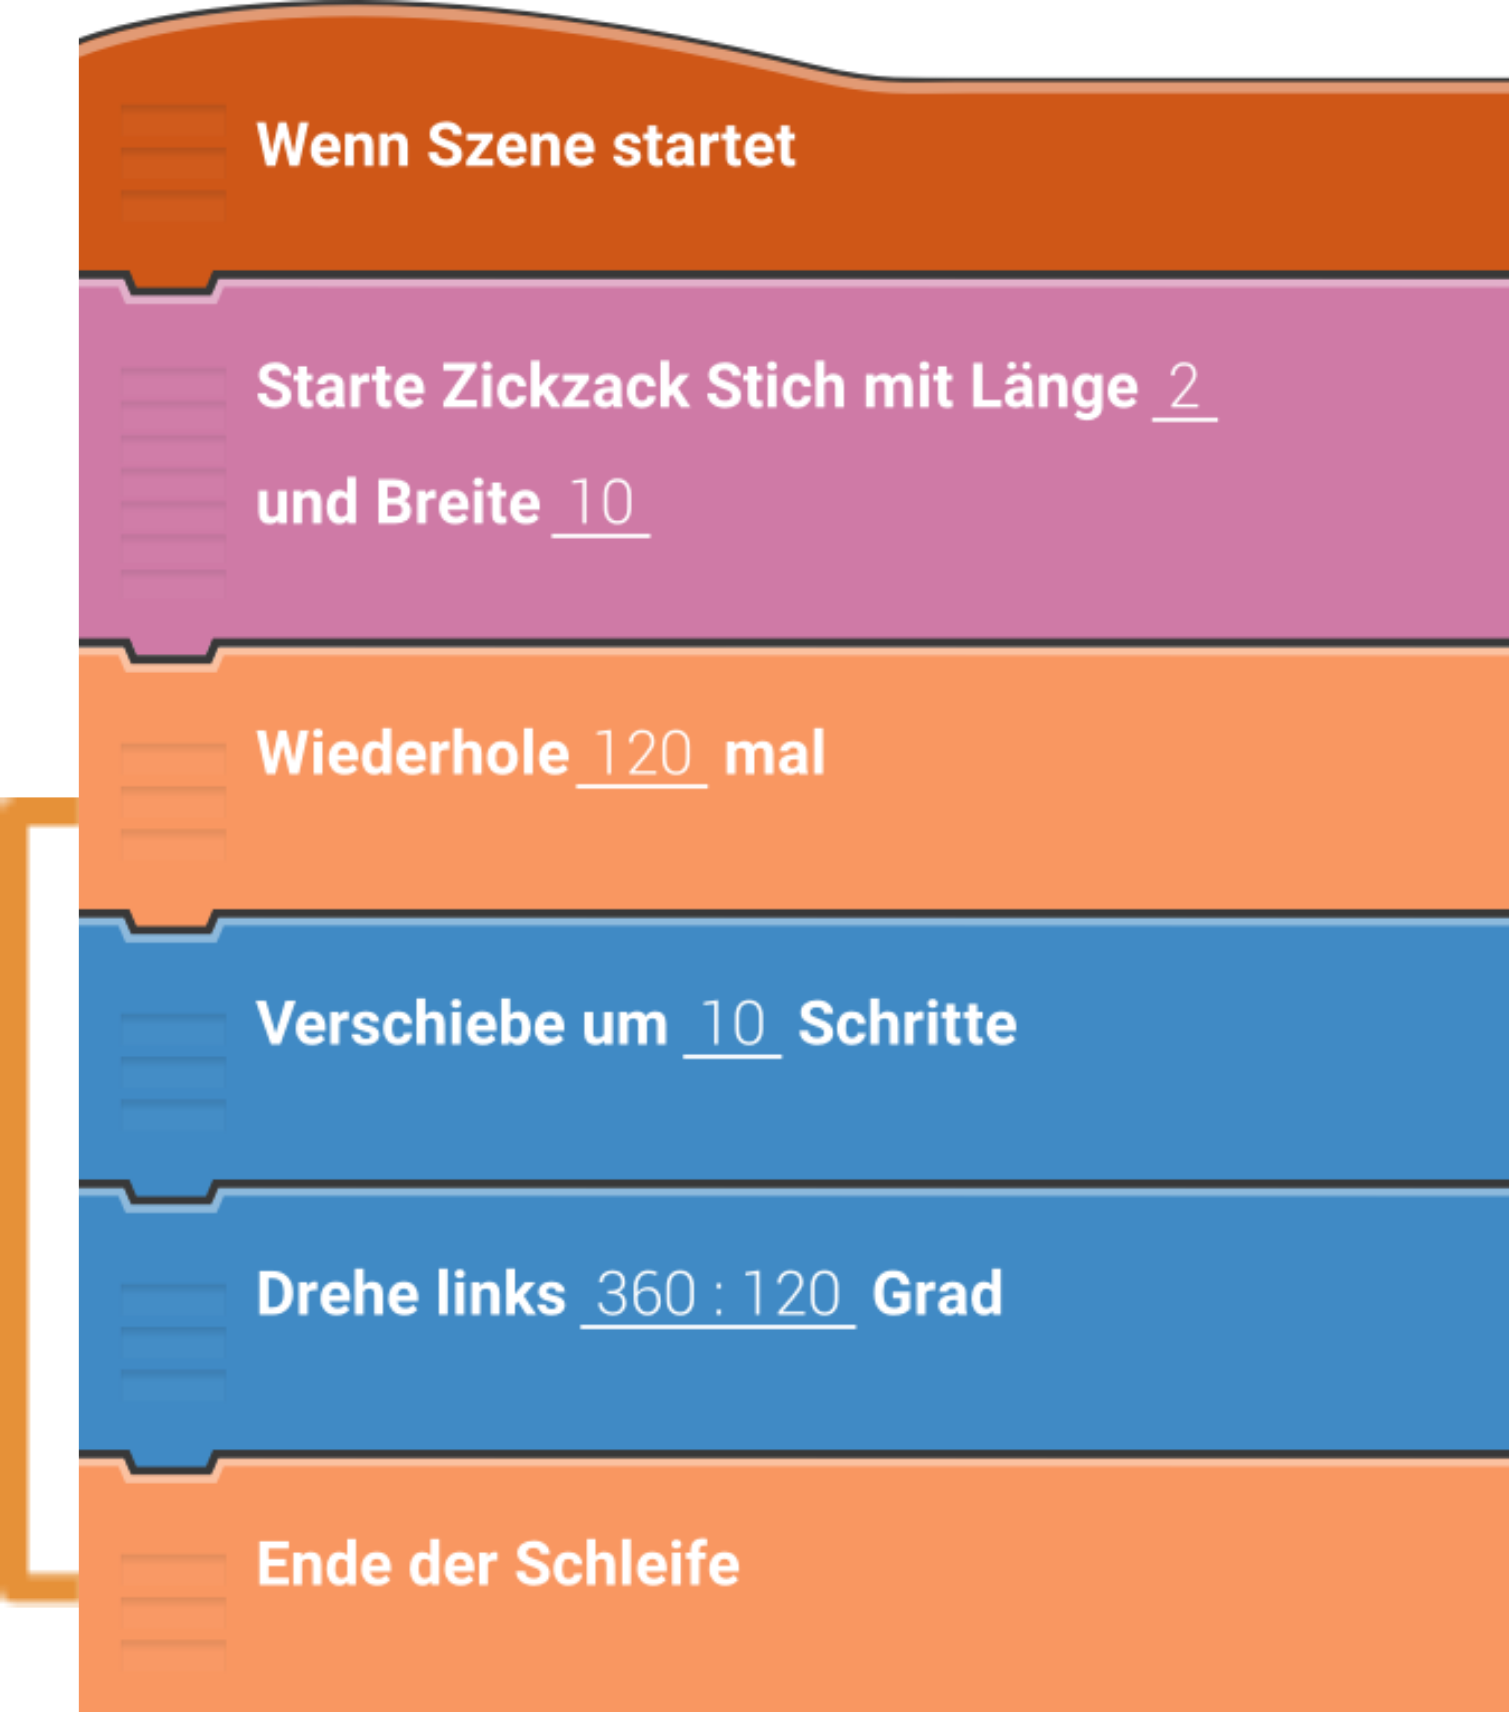 Wenn Szene startet
Starte Zickzack Stich mit Länge 2
und Breite 10
Wiederhole 120 mal
Verschiebe um 10 Schritte
Drehe links 360 : 120 Grad
Ende der Schleife